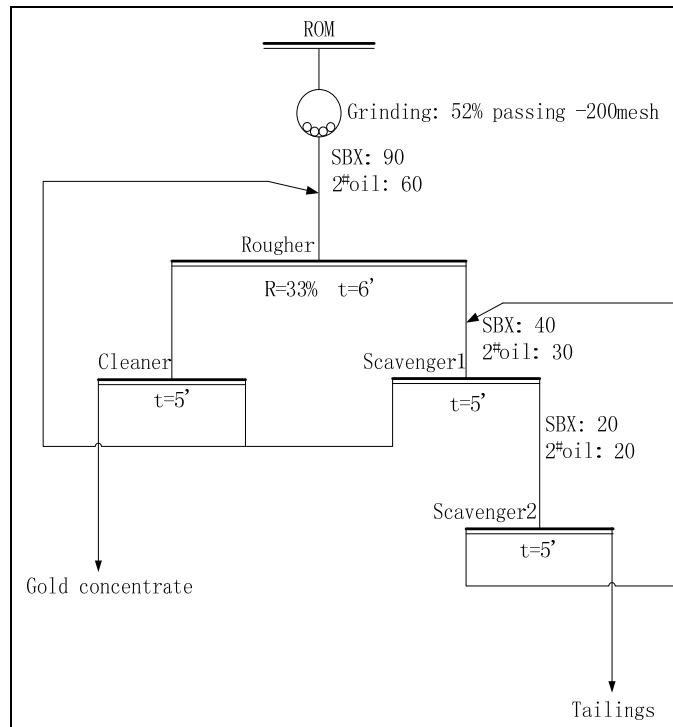 ROM
Grinding: 52% passing -200mesh
SBX: 90
2#oil: 60
Rougher
R=33% t=6’
SBX: 40
2#oil: 30
Cleaner
t=5’
Scavenger1
t=5’
SBX: 20
2#oil: 20
Scavenger2
t=5’
Gold concentrate
Tailings